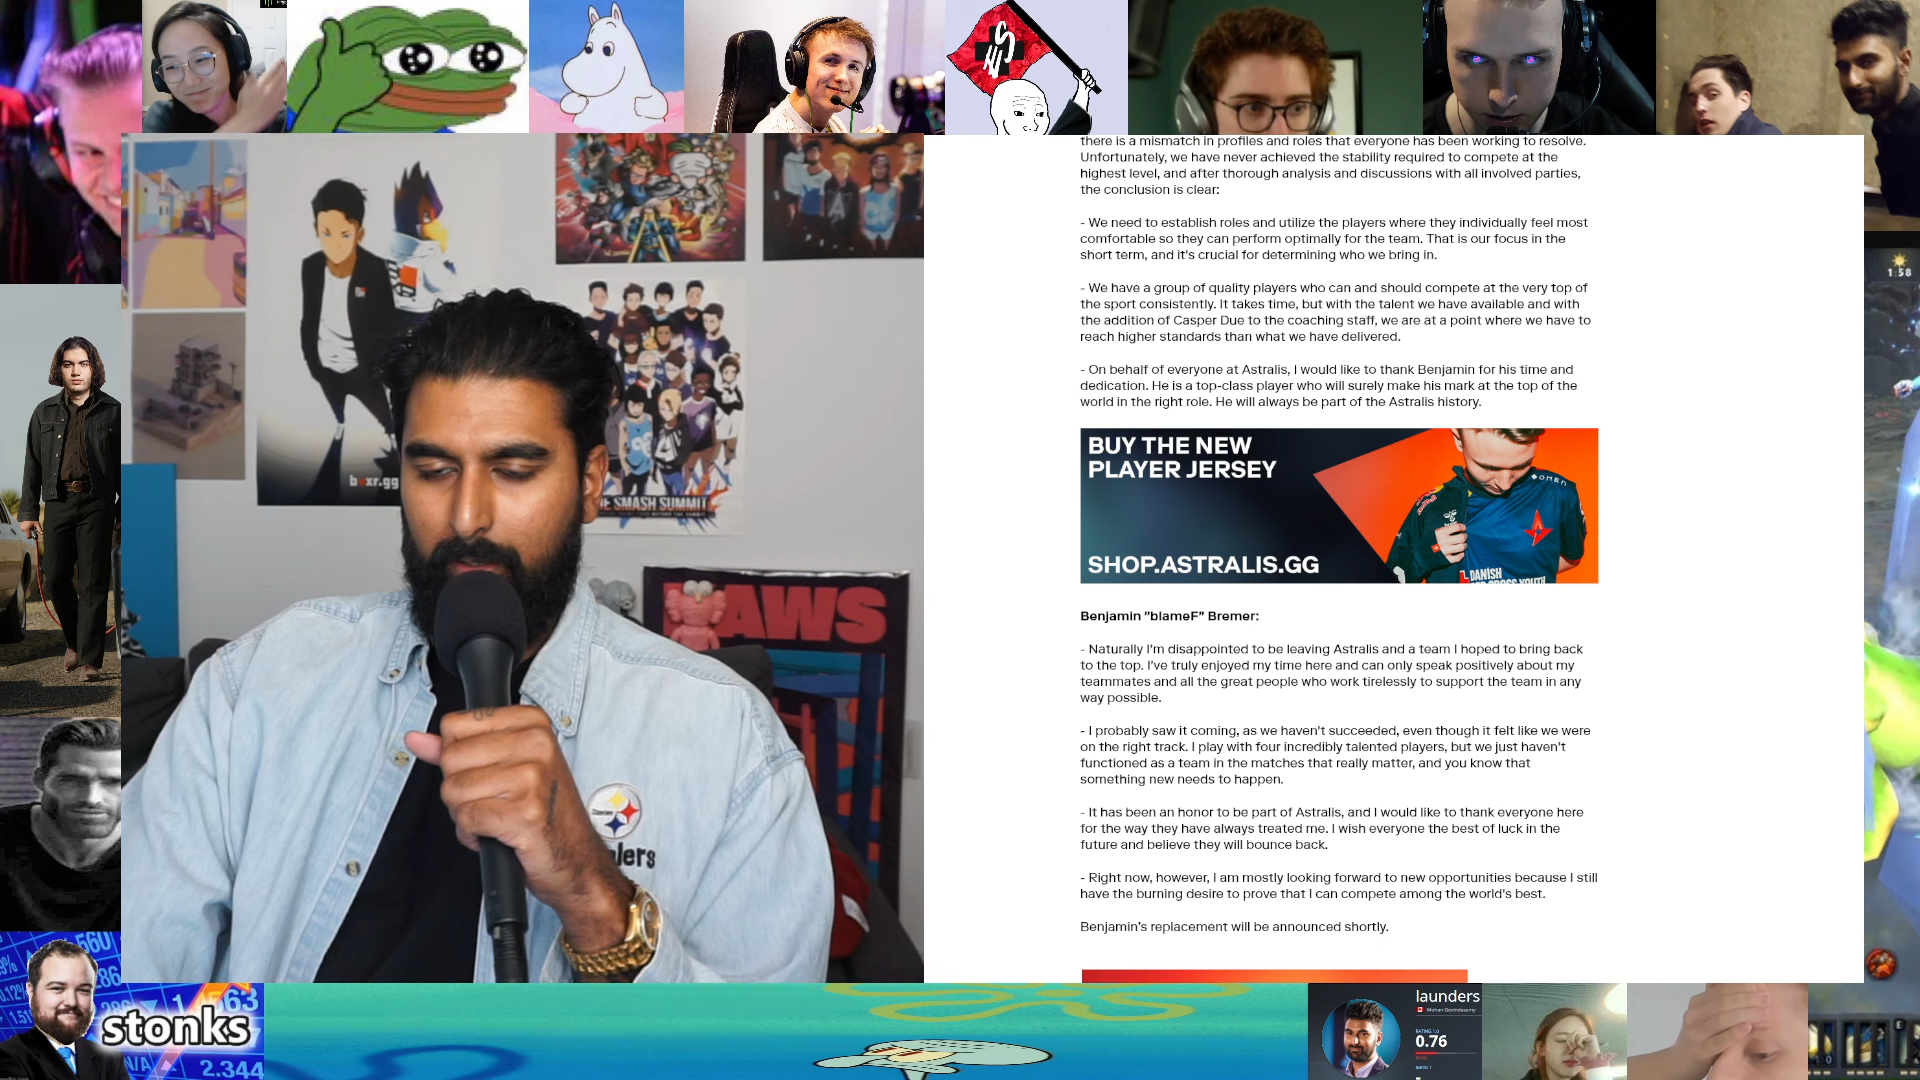 1:58
there is a mismatch in profiles and roles that everyone has been working to resolve.
Unfortunately, we have never achieved the stability required to compete at the
highest level, and after thorough analysis and discussions with all involved parties,
the conclusion is clear:
- We need to establish roles and utilize the players where they individually feel most
comfortable so they can perform optimally for the team. That is our focus in the
short term, and it's crucial for determining who we bring in.
- We have a group of quality players who can and should compete at the very top of
the sport consistently. It takes time, but with the talent we have available and with
the addition of Casper Due to the coaching staff, we are at a point where we have to
reach higher standards than what we have delivered.
- On behalf of everyone at Astralis, I would like to thank Benjamin for his time and
dedication. He is a top-class player who will surely make his mark at the top of the
world in the right role. He will always be part of the Astralis history.
BUY THE NEW
PLAYER JERSEY
OMEN
SHOP.ASTRALIS.GG
DANISH
Benjamin "blameF" Bremer:
- Naturally I'm disappointed to be leaving Astralis and a team I hoped to bring back
to the top. I've truly enjoyed my time here and can only speak positively about my
teammates and all the great people who work tirelessly to support the team in any
way possible.
- I probably saw it coming, as we haven't succeeded, even though it felt like we were
on the right track. I play with four incredibly talented players, but we just haven't
functioned as a team in the matches that really matter, and you know that
something new needs to happen.
- It has been an honor to be part of Astralis, and I would like to thank everyone here
for the way they have always treated me. I wish everyone the best of luck in the
future and believe they will bounce back.
- Right now, however, I am mostly looking forward to new opportunities because I still
have the burning desire to prove that I can compete among the world's best.
Benjamin's replacement will be announced shortly.
SMASH SUMMIT
AWS
Steelers
560
286
stonks
N/A
2.344
launders
Mohan Govindasamy
RATING 1.0
0.76